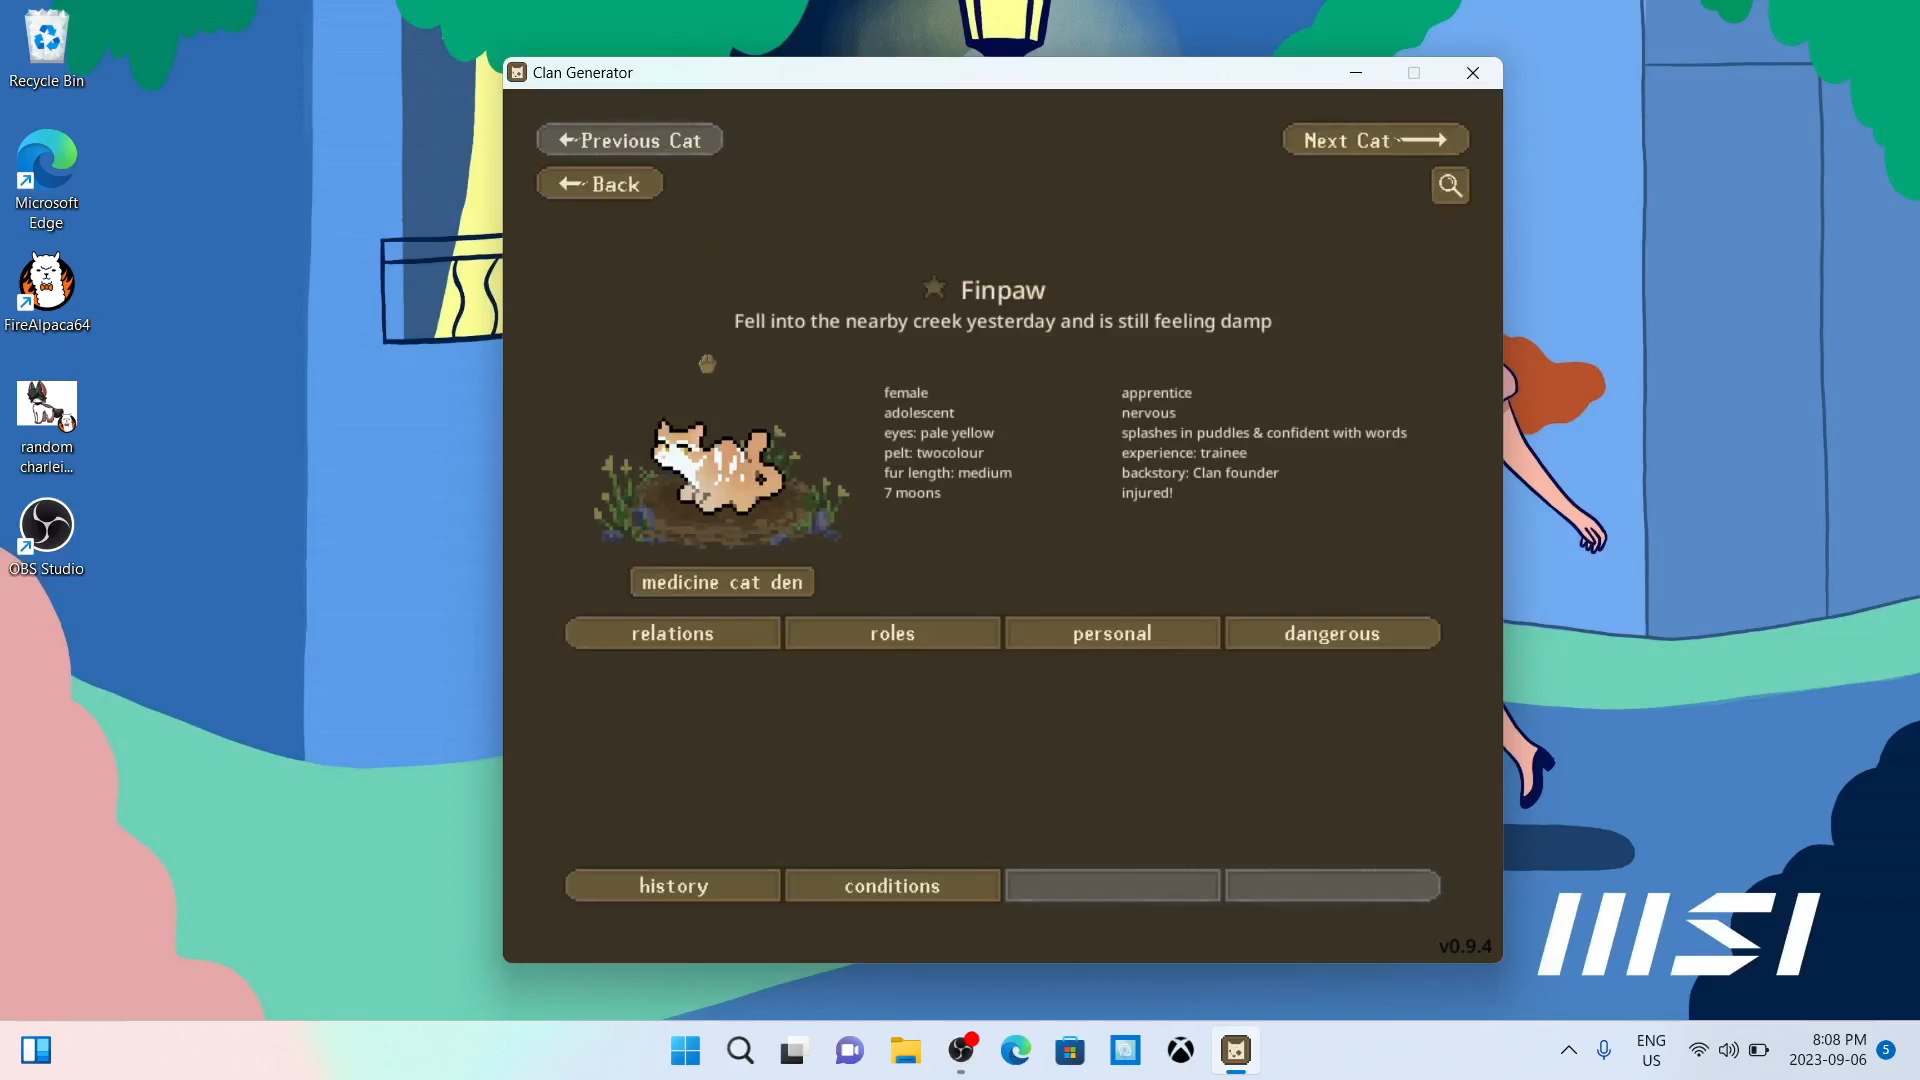 Recycle Bin
Microsoft
Edge
FireAlpaca64
random
charlei...
OBS Studio
Clan Generator
Previous Cat
Next Cat
Back
Finpaw
Fell into the nearby creek yesterday and is still feeling damp
female
adolescent
eyes: pale yellow
pelt: twocolour
fur length: medium
7 moons
apprentice
nervous
splashes in puddles & confident with words
experience: trainee
backstory: Clan founder
injured!
medicine cat den
relations
roles
personal
dangerous
history
conditions
v0.9.4
msi
ENG
US
8:08 PM
2023-09-06
5